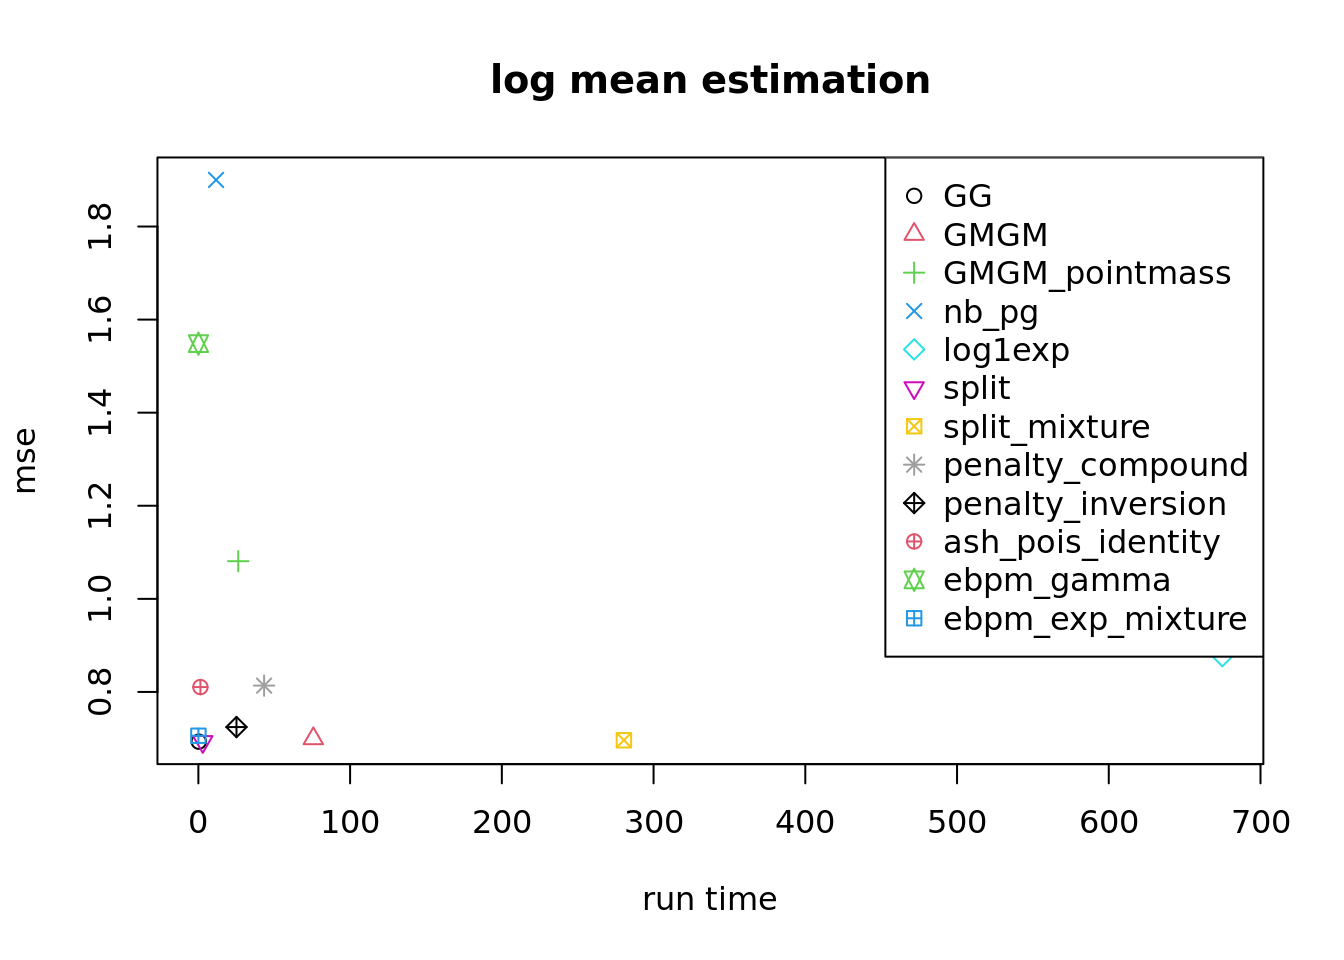 log mean estimation
mse
1.8
1.6
1.4
1.2
1.0
0.8
GG
GMGM
GMGM_pointmass
nb_pg
log1exp
split
split_mixture
penalty_compound
penalty_inversion
ash_pois_identity
ebpm_gamma
ebpm_exp_mixture
0 100 200 300 400 500 600 700
run time